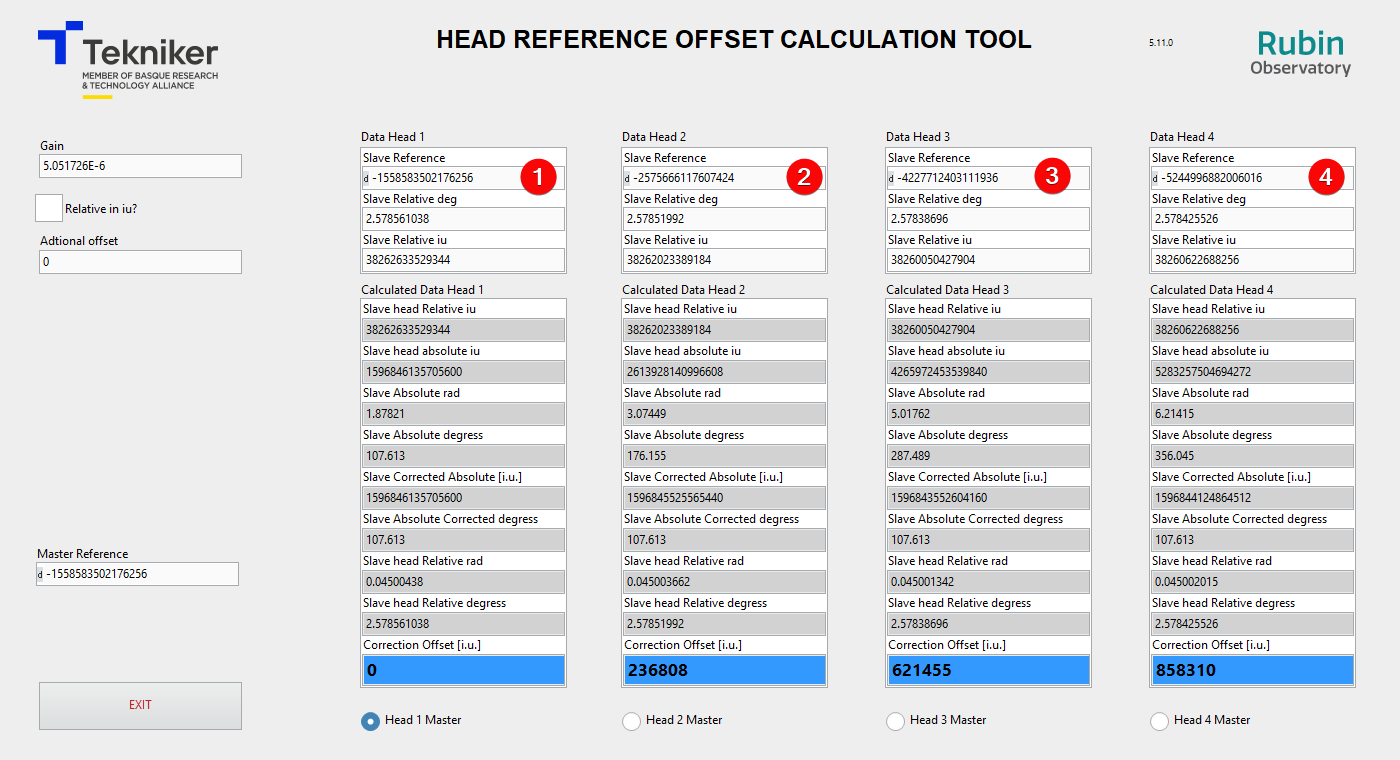 Tekniker
MEMBER OF BASQUE RESEARCH
& TECHNOLOGY ALLIANCE
HEAD REFERENCE OFFSET CALCULATION TOOL
5.11.0
Rubin
Observatory
Gain
5.051726E-6
Relative in iu?
Adtional offset
0
Master Reference
d -1558583502176256
EXIT
Data Head 1
Slave Reference
d -1558583502176256
1
Slave Relative deg
2.578561038
Slave Relative iu
38262633529344
Calculated Data Head 1
Slave head Relative iu
38262633529344
Slave head absolute iu
1596846135705600
Slave Absolute rad
1.87821
Slave Absolute degress
107.613
Slave Corrected Absolute [i.u.]
1596846135705600
Slave Absolute Corrected degress
107.613
Slave head Relative rad
0.04500438
Slave head Relative degress
2.578561038
Correction Offset [i.u.]
0
Head 1 Master
Data Head 2
Slave Reference
d -2575666117607424
2
Slave Relative deg
2.57851992
Slave Relative iu
38262023389184
Calculated Data Head 2
Slave head Relative iu
38262023389184
Slave head absolute iu
2613928140996608
Slave Absolute rad
3.07449
Slave Absolute degress
176.155
Slave Corrected Absolute [i.u.]
1596845525565440
Slave Absolute Corrected degress
107.613
Slave head Relative rad
0.045003662
Slave head Relative degress
2.57851992
Correction Offset [i.u.]
236808
Head 2 Master
Data Head 3
Slave Reference
d -4227712403111936
3
Slave Relative deg
2.57838696
Slave Relative iu
38260050427904
Calculated Data Head 3
Slave head Relative iu
38260050427904
Slave head absolute iu
4265972453539840
Slave Absolute rad
5.01762
Slave Absolute degress
287.489
Slave Corrected Absolute [i.u.]
1596843552604160
Slave Absolute Corrected degress
107.613
Slave head Relative rad
0.045001342
Slave head Relative degress
2.57838696
Correction Offset [i.u.]
621455
Head 3 Master
Data Head 4
Slave Reference
d -5244996882006016
4
Slave Relative deg
2.578425526
Slave Relative iu
38260622688256
Calculated Data Head 4
Slave head Relative iu
38260622688256
Slave head absolute iu
5283257504694272
Slave Absolute rad
6.21415
Slave Absolute degress
356.045
Slave Corrected Absolute [i.u.]
1596844124864512
Slave Absolute Corrected degress
107.613
Slave head Relative rad
0.045002015
Slave head Relative degress
2.578425526
Correction Offset [i.u.]
858310
Head 4 Master